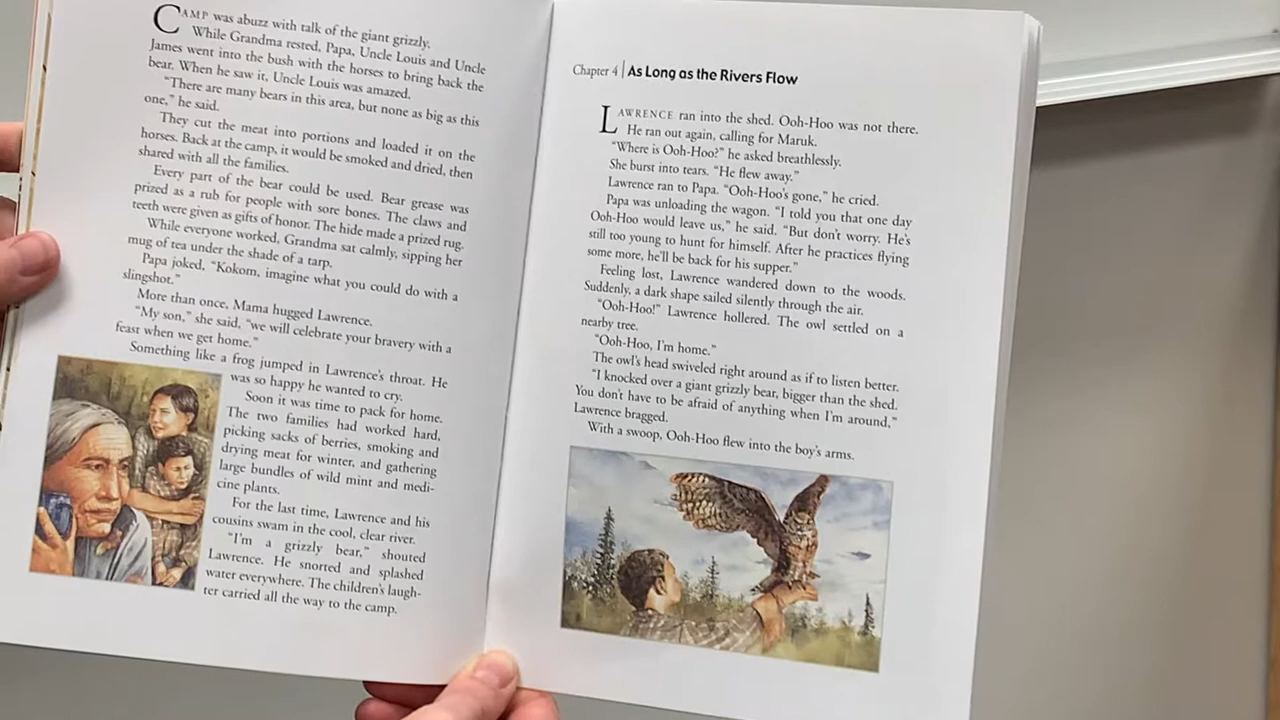 CAMP was abuzz with talk of the giant grizzly.
While Grandma rested, Papa, Uncle Louis and Uncle
James went into the bush with the horses to bring back the
bear. When he saw it, Uncle Louis was amazed.
"There are many bears in this area, but none as big as this
one," he said.
They cut the meat into portions and loaded it on the
horses. Back at the camp, it would be smoked and dried, then
shared with all the families.
Every part of the bear could be used. Bear grease was
prized as a rub for people with sore bones. The claws and
teeth were given as gifts of honor. The hide made a prized rug.
While everyone worked, Grandma sat calmly, sipping her
mug of tea under the shade of a tarp.
Papa joked, "Kokom, imagine what you could do with a
slingshot."
More than once, Mama hugged Lawrence.
"My son," she said, "we will celebrate your bravery with a
feast when we get home."
Something like a frog jumped in Lawrence's throat. He
was so happy he wanted to cry.
Soon it was time to pack for home.
The two families had worked hard,
picking sacks of berries, smoking and
drying meat for winter, and gathering
large bundles of wild mint and medi-
cine plants.
For the last time, Lawrence and his
cousins swam in the cool, clear river.
"I'm a grizzly bear," shouted
Lawrence. He snorted and splashed
water everywhere. The children's laugh-
ter carried all the way to the camp.
Chapter 4 | As Long as the Rivers Flow
LAWRENCE ran into the shed. Ooh-Hoo was not there.
He ran out again, calling for Maruk.
"Where is Ooh-Hoo?" he asked breathlessly.
She burst into tears. "He flew away."
Lawrence ran to Papa. "Ooh-Hoo's gone," he cried.
Papa was unloading the wagon. "I told you that one day
Ooh-Hoo would leave us," he said. "But don't worry. He's
still too young to hunt for himself. After he practices flying
some more, he'll be back for his supper."
Feeling lost, Lawrence wandered down to the woods.
Suddenly, a dark shape sailed silently through the air.
"Ooh-Hoo!" Lawrence hollered. The owl settled on a
nearby tree.
"Ooh-Hoo, I'm home."
The owl's head swiveled right around as if to listen better.
"I knocked over a giant grizzly bear, bigger than the shed.
You don't have to be afraid of anything when I'm around,"
Lawrence bragged.
With a swoop, Ooh-Hoo flew into the boy's arms.